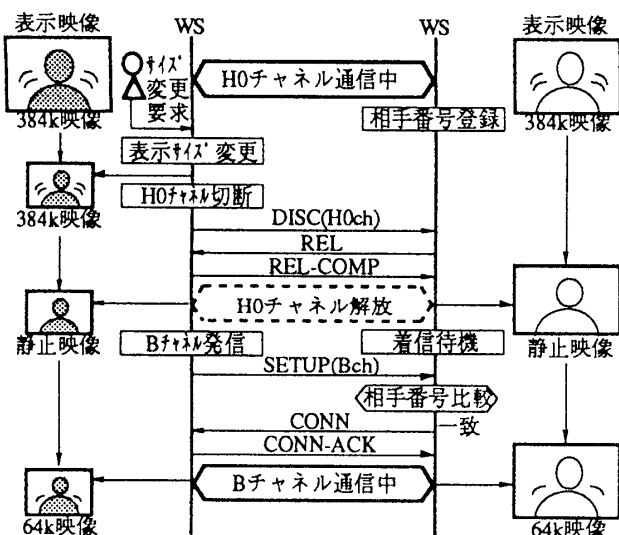 表示映像
WS
WS
表示映像
サイズ
変更
要求
H0チャネル通信中
384k映像
相手番号登録
384k映像
表示サイズ変更
H0チャネル切断
384k映像
DISC(H0ch)
REL
REL-COMP
H0チャネル解放
静止映像
Bチャネル発信
着信待機
静止映像
SETUP(Bch)
相手番号比較
CONN
一致
CONN-ACK
Bチャネル通信中
64k映像
64k映像